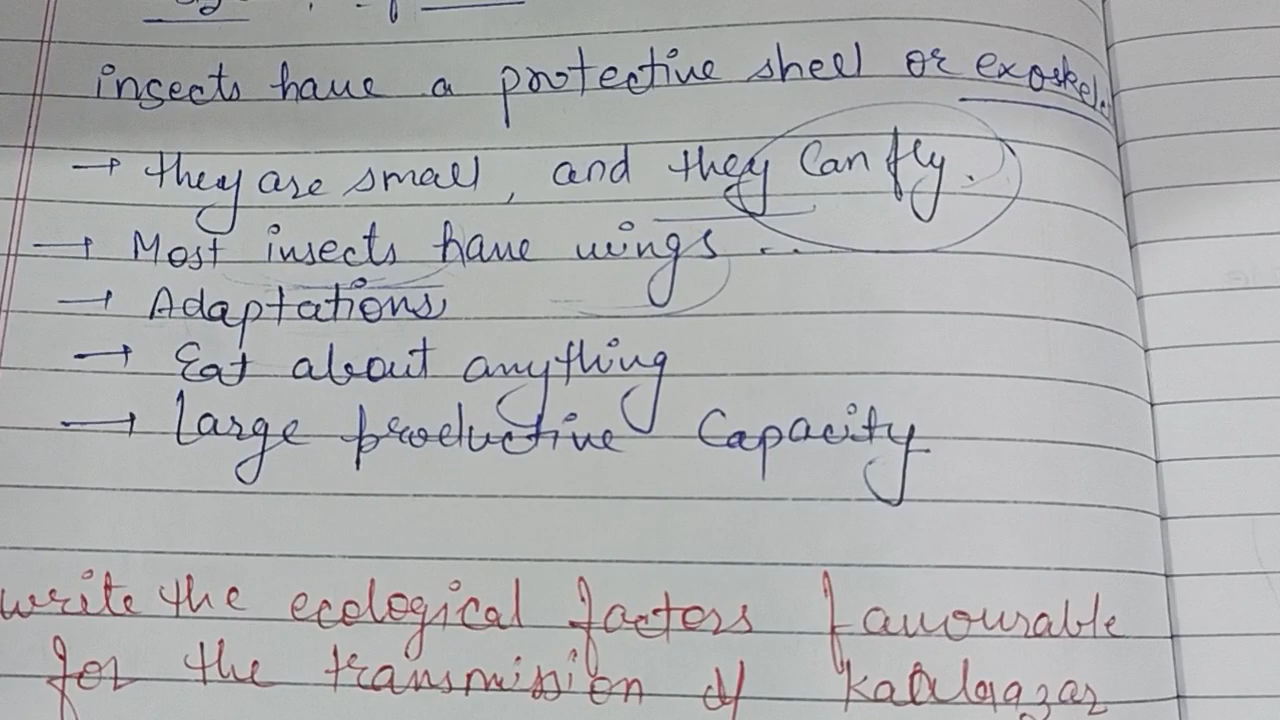 insects have a protective shell or exoskel.
→ they are small, and they can fly.
→ Most insects have wings ..
→ Adaptations
→ Eat about anything
→ Large productive Capacity
write the ecological factors favourable
for the transmission of